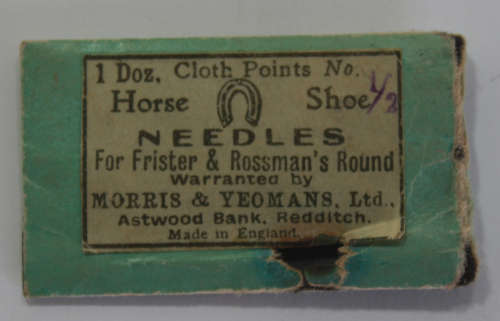 1 Doz, Cloth Points No. 1/2
Horse Shoe
NEEDLES
For Frister & Rossman's Round
Warranted by
MORRIS & YEOMANS, Ltd.,
Astwood Bank, Redditch.
Made in England.